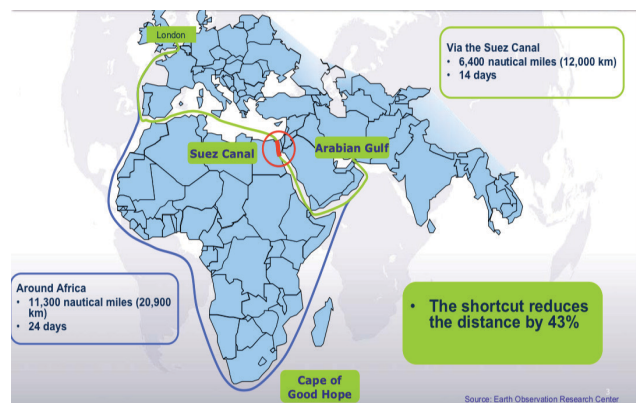 London
Via the Suez Canal
• 6,400 nautical miles (12,000 km)
• 14 days
Suez Canal
Arabian Gulf
Around Africa
• 11,300 nautical miles (20,900
km)
• 24 days
• The shortcut reduces
the distance by 43%
Cape of
Good Hope
Source: Earth Observation Research Center